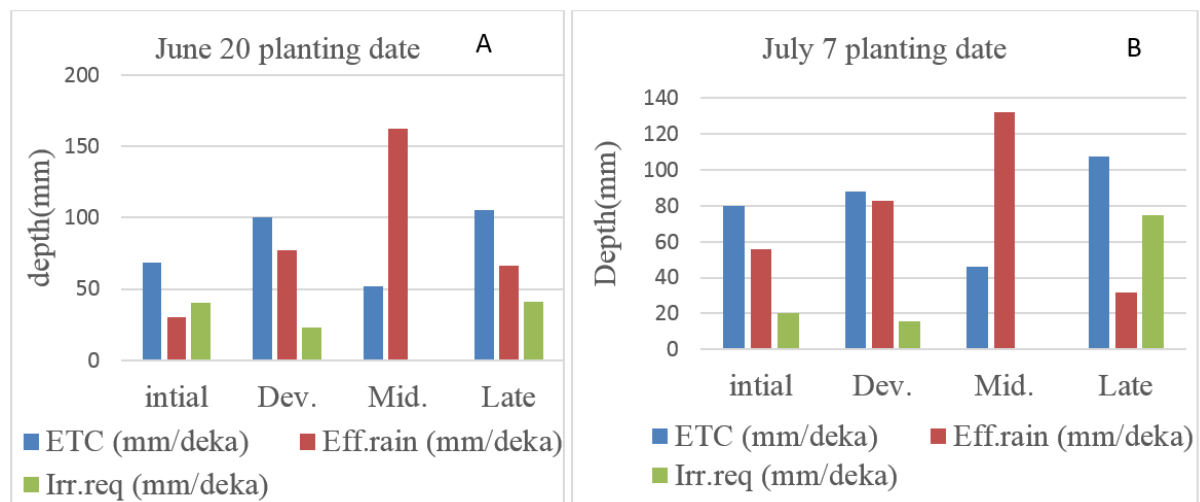 June 20 planting date
A
200
150
100
50
0
depth(mm)
intial Dev. Mid. Late
ETC (mm/deka) Eff.rain (mm/deka)
Irr.req (mm/deka)
July 7 planting date
B
140
120
100
80
60
40
20
0
Depth(mm)
intial Dev. Mid. Late
ETC (mm/deka) Eff.rain (mm/deka)
Irr.req (mm/deka)